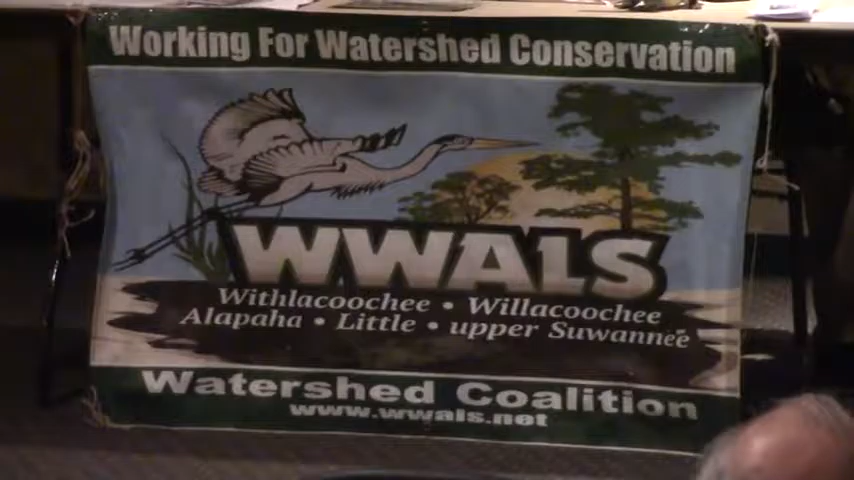 Working For Watershed Conservation
WWALS
Withlacoochee • Willacoochee
Alapaha • Little • upper Suwannee
Watershed Coalition
www.wwals.net